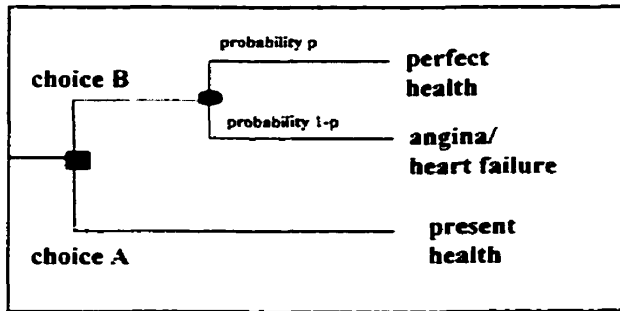 probability p
perfect
health
choice B
probability 1-p
angina/
heart failure
present
health
choice A